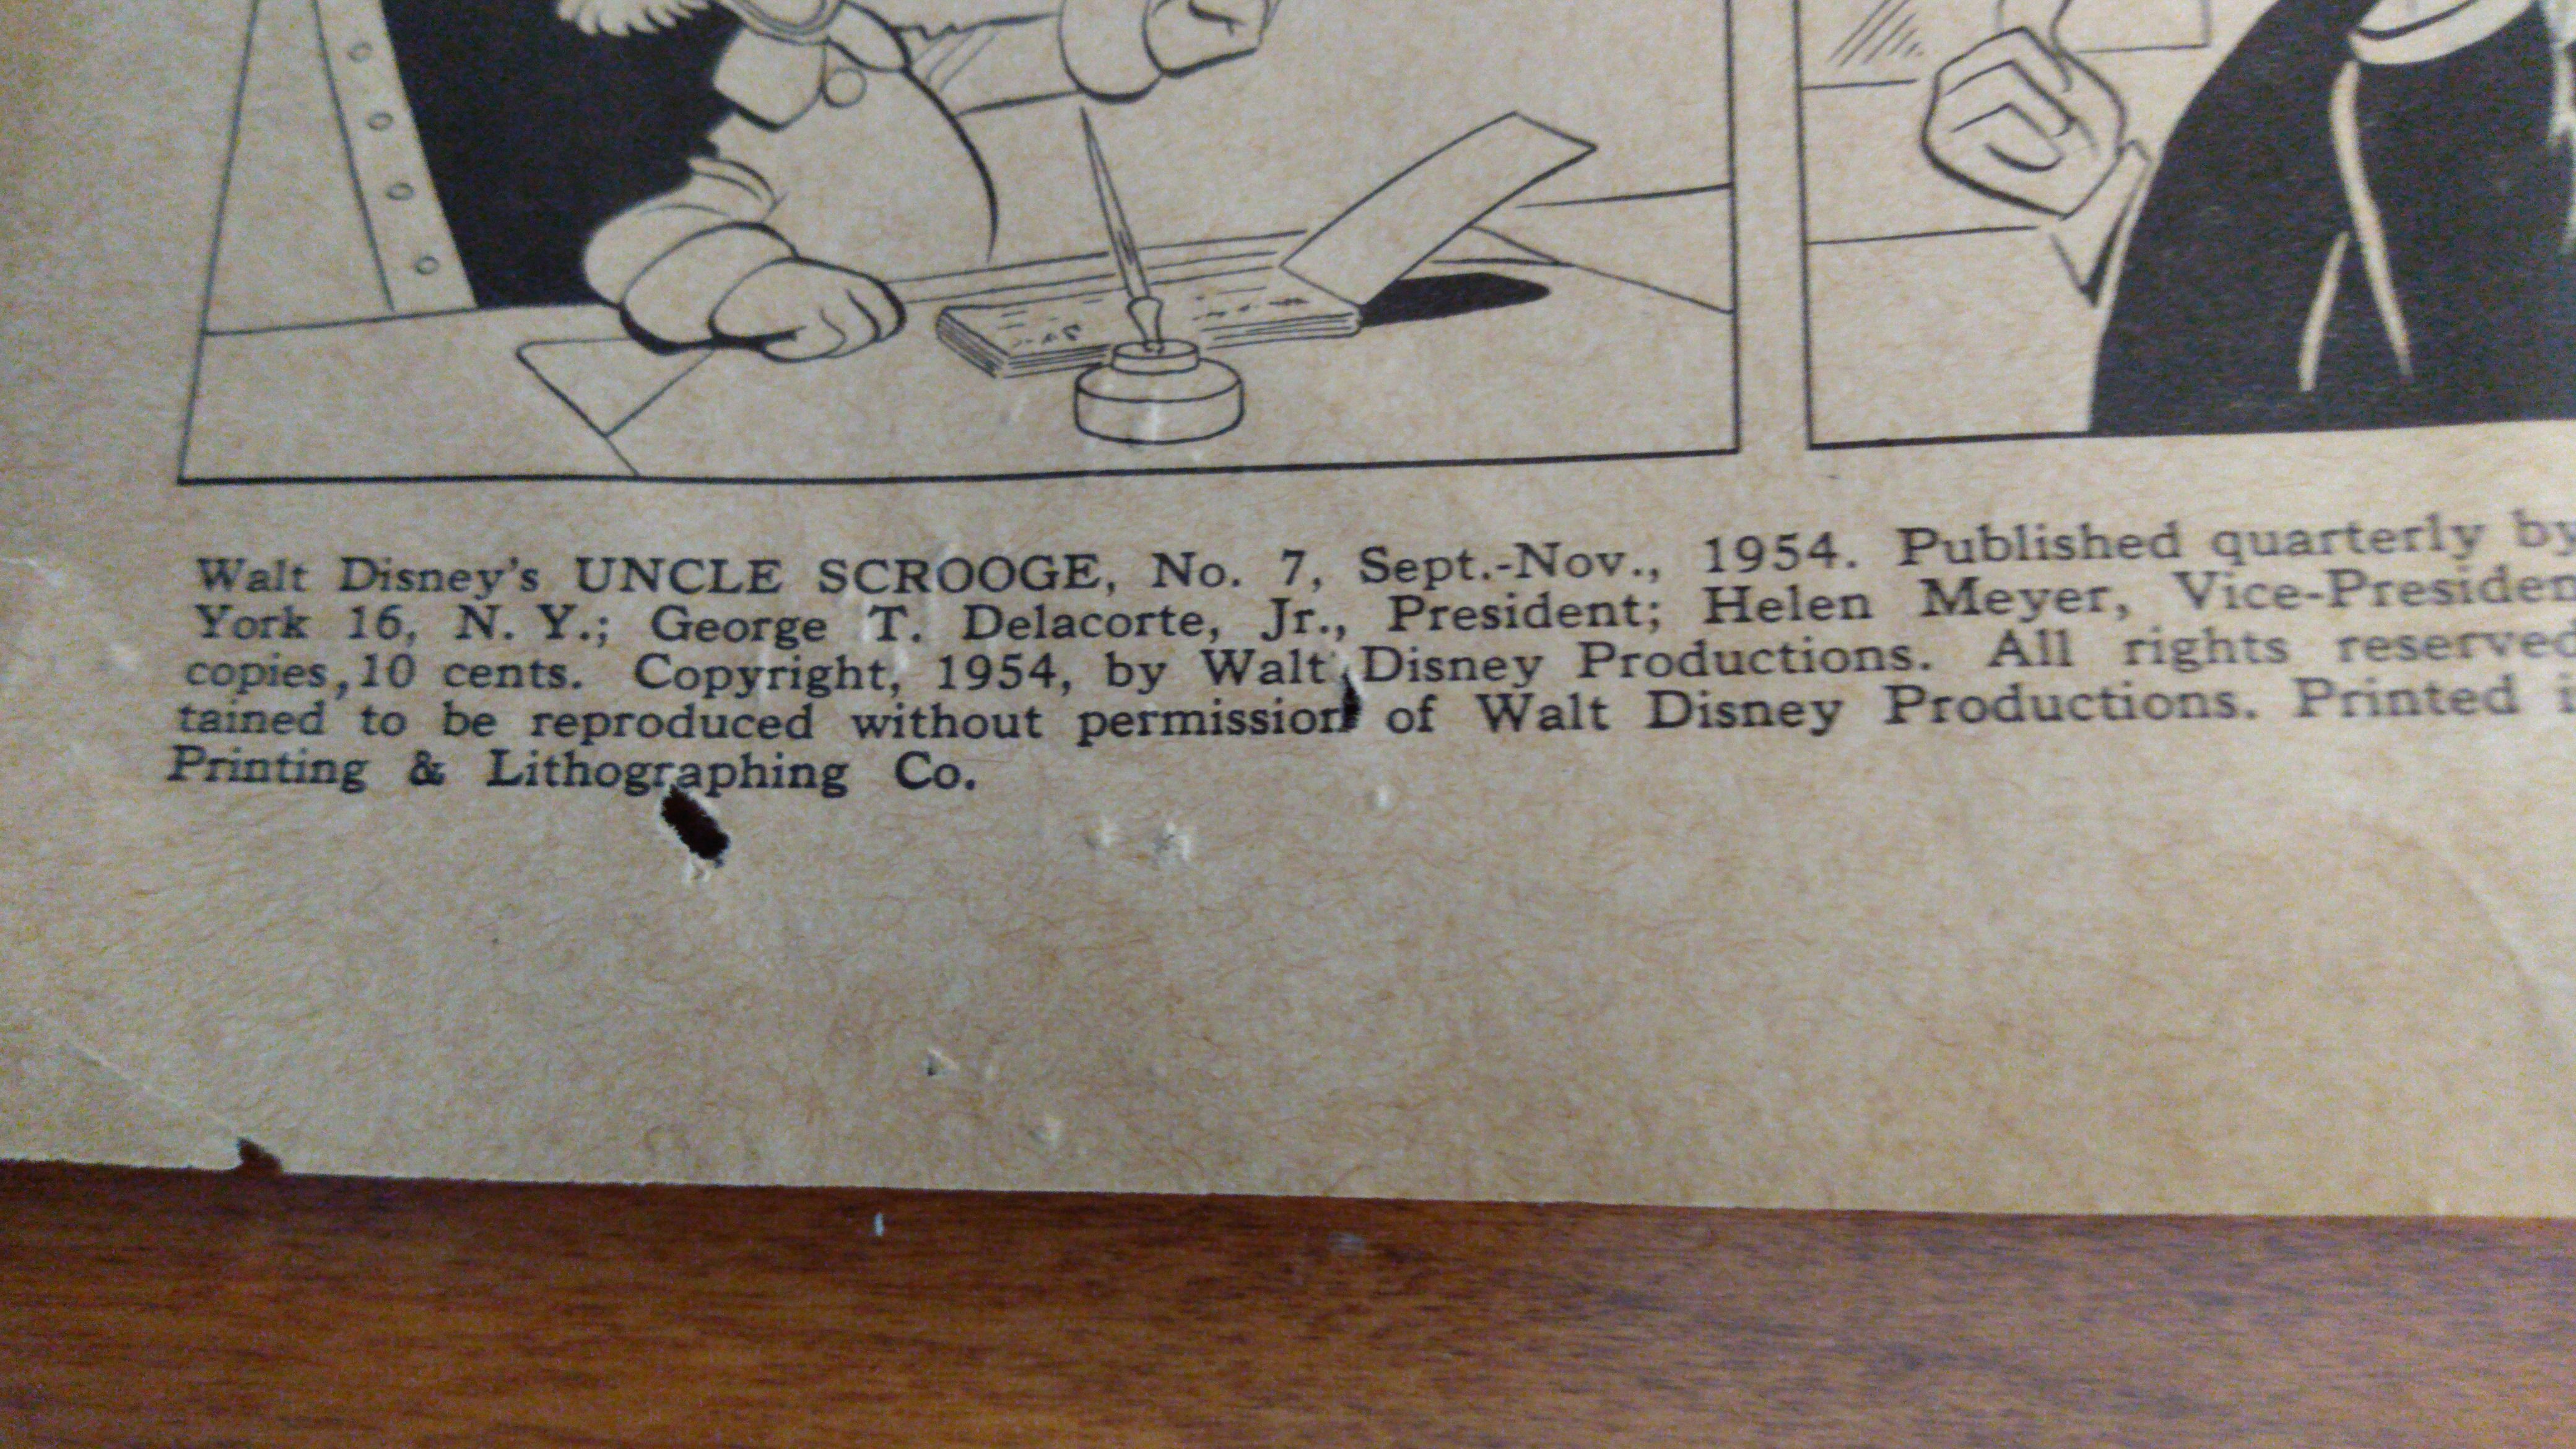 Walt Disney's UNCLE SCROOGE, No. 7, Sept.-Nov., 1954. Published quarterly by
York 16, N. Y.; George T. Delacorte, Jr., President; Helen Meyer, Vice-Presiden
copies, 10 cents. Copyright, 1954, by Walt Disney Productions. All rights reserved
tained to be reproduced without permission of Walt Disney Productions. Printed i
Printing & Lithographing Co.